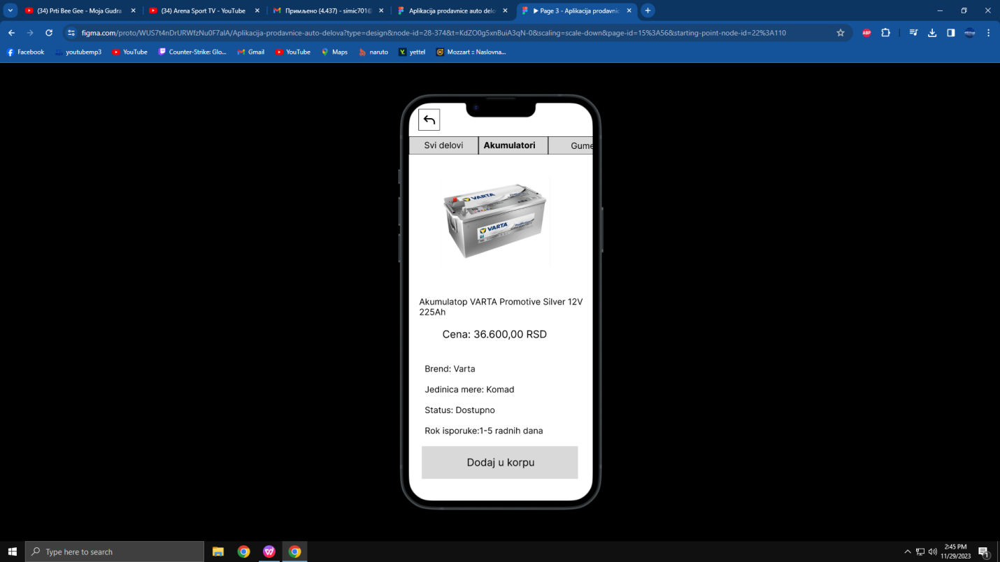 (34) Prti Bee Gee - Moja Gudra
(34) Arena Sport TV - YouTube
Примљено (4.437) - simic701@
Aplikacija prodavnice auto delo
Page 3 - Aplikacija prodavnic
figma.com/proto/WUS7t4nDrURWfzNu0F7alA/Aplikacija-prodavnice-auto-delova?type=design&node-id=28-374&t=KdZO0g5xnBuiA3qN-0&scaling=scale-down&page-id=15%3A56&starting-point-node-id=22%3A110
ABP
Facebook
youtubemp3
YouTube
Counter-Strike: Glo...
Gmail
YouTube
Maps
naruto
yettel
Mozzart :: Naslovna...
Svi delovi
Akumulatori
Gume
VARTA
VARTA
Akumulatop VARTA Promotive Silver 12V
225Ah
Cena: 36.600,00 RSD
Brend: Varta
Jedinica mere: Komad
Status: Dostupno
Rok isporuke:1-5 radnih dana
Dodaj u korpu
Type here to search
2:45 PM
11/29/2023
1